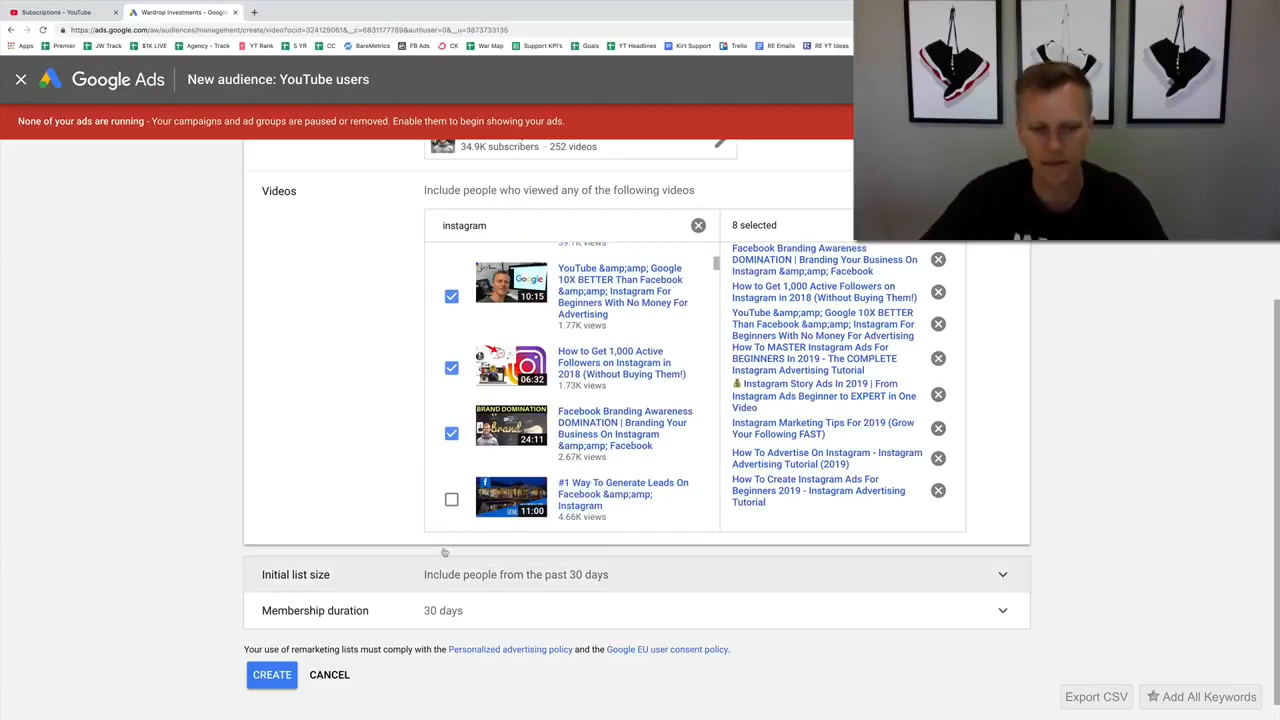 Subscriptions - YouTube
Wardrop Investments - Google
https://ads.google.com/aw/audiences/management/create/video?ocid=324129061&__c=6831177789&authuser=0&__u=3873733135
Apps
Premier
JW Track
$1K LIVE
Agency - Track
YT Rank
5 YR
CC
BareMetrics
FB Ads
CK
War Map
Support KPI's
Goals
YT Headlines
Kirt Support
Trello
RE Emails
RE YT Ideas
Google Ads
New audience: YouTube users
None of your ads are running - Your campaigns and ad groups are paused or removed. Enable them to begin showing your ads.
34.9K subscribers · 252 videos
Videos
Include people who viewed any of the following videos
instagram
39.7K views
YouTube &amp;amp; Google
10X BETTER Than Facebook
&amp;amp; Instagram For
Beginners With No Money For
Advertising
1.77K views
Google
10:15
How to Get 1,000 Active
Followers on Instagram in
2018 (Without Buying Them!)
1.73K views
06:32
Facebook Branding Awareness
DOMINATION | Branding Your
Business On Instagram
&amp;amp; Facebook
2.67K views
BRAND DOMINATION
24:11
#1 Way To Generate Leads On
Facebook &amp;amp;
Instagram
4.66K views
11:00
8 selected
Facebook Branding Awareness
DOMINATION | Branding Your Business On
Instagram &amp;amp; Facebook
How to Get 1,000 Active Followers on
Instagram in 2018 (Without Buying Them!)
YouTube &amp;amp; Google 10X BETTER
Than Facebook &amp;amp; Instagram For
Beginners With No Money For Advertising
How To MASTER Instagram Ads For
BEGINNERS In 2019 - The COMPLETE
Instagram Advertising Tutorial
💰 Instagram Story Ads In 2019 | From
Instagram Ads Beginner to EXPERT in One
Video
Instagram Marketing Tips For 2019 (Grow
Your Following FAST)
How To Advertise On Instagram - Instagram
Advertising Tutorial (2019)
How To Create Instagram Ads For
Beginners 2019 - Instagram Advertising
Tutorial
Initial list size
Include people from the past 30 days
Membership duration
30 days
Your use of remarketing lists must comply with the Personalized advertising policy and the Google EU user consent policy.
CREATE
CANCEL
Export CSV
Add All Keywords